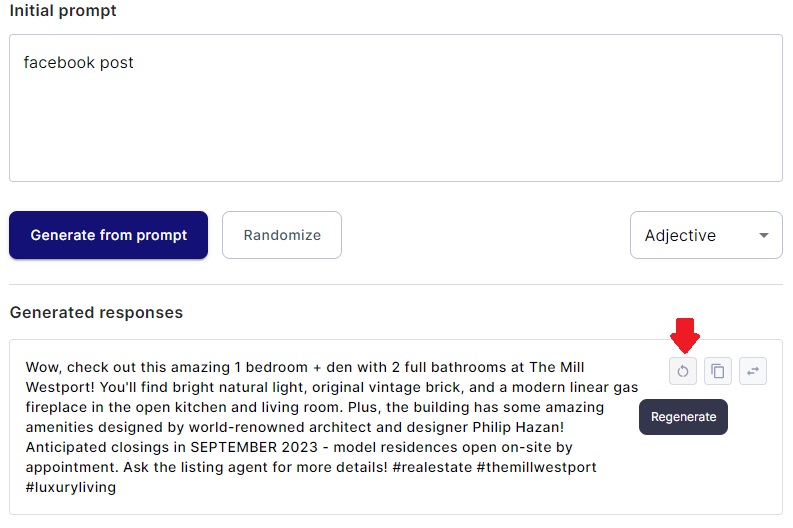 Initial prompt
facebook post
Generate from prompt
Randomize
Adjective
Generated responses
Wow, check out this amazing 1 bedroom + den with 2 full bathrooms at The Mill
Westport! You'll find bright natural light, original vintage brick, and a modern linear gas
fireplace in the open kitchen and living room. Plus, the building has some amazing
amenities designed by world-renowned architect and designer Philip Hazan!
Anticipated closings in SEPTEMBER 2023 - model residences open on-site by
appointment. Ask the listing agent for more details! #realestate #themillwestport
#luxuryliving
Regenerate